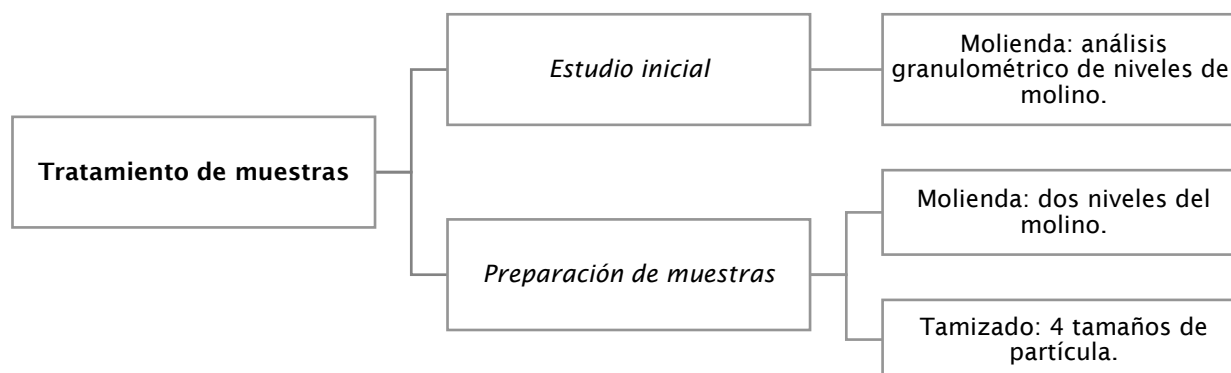 Tratamiento de muestras
Estudio inicial
Molienda: análisis
granulométrico de niveles de
molino.
Preparación de muestras
Molienda: dos niveles del
molino.
Tamizado: 4 tamaños de
partícula.